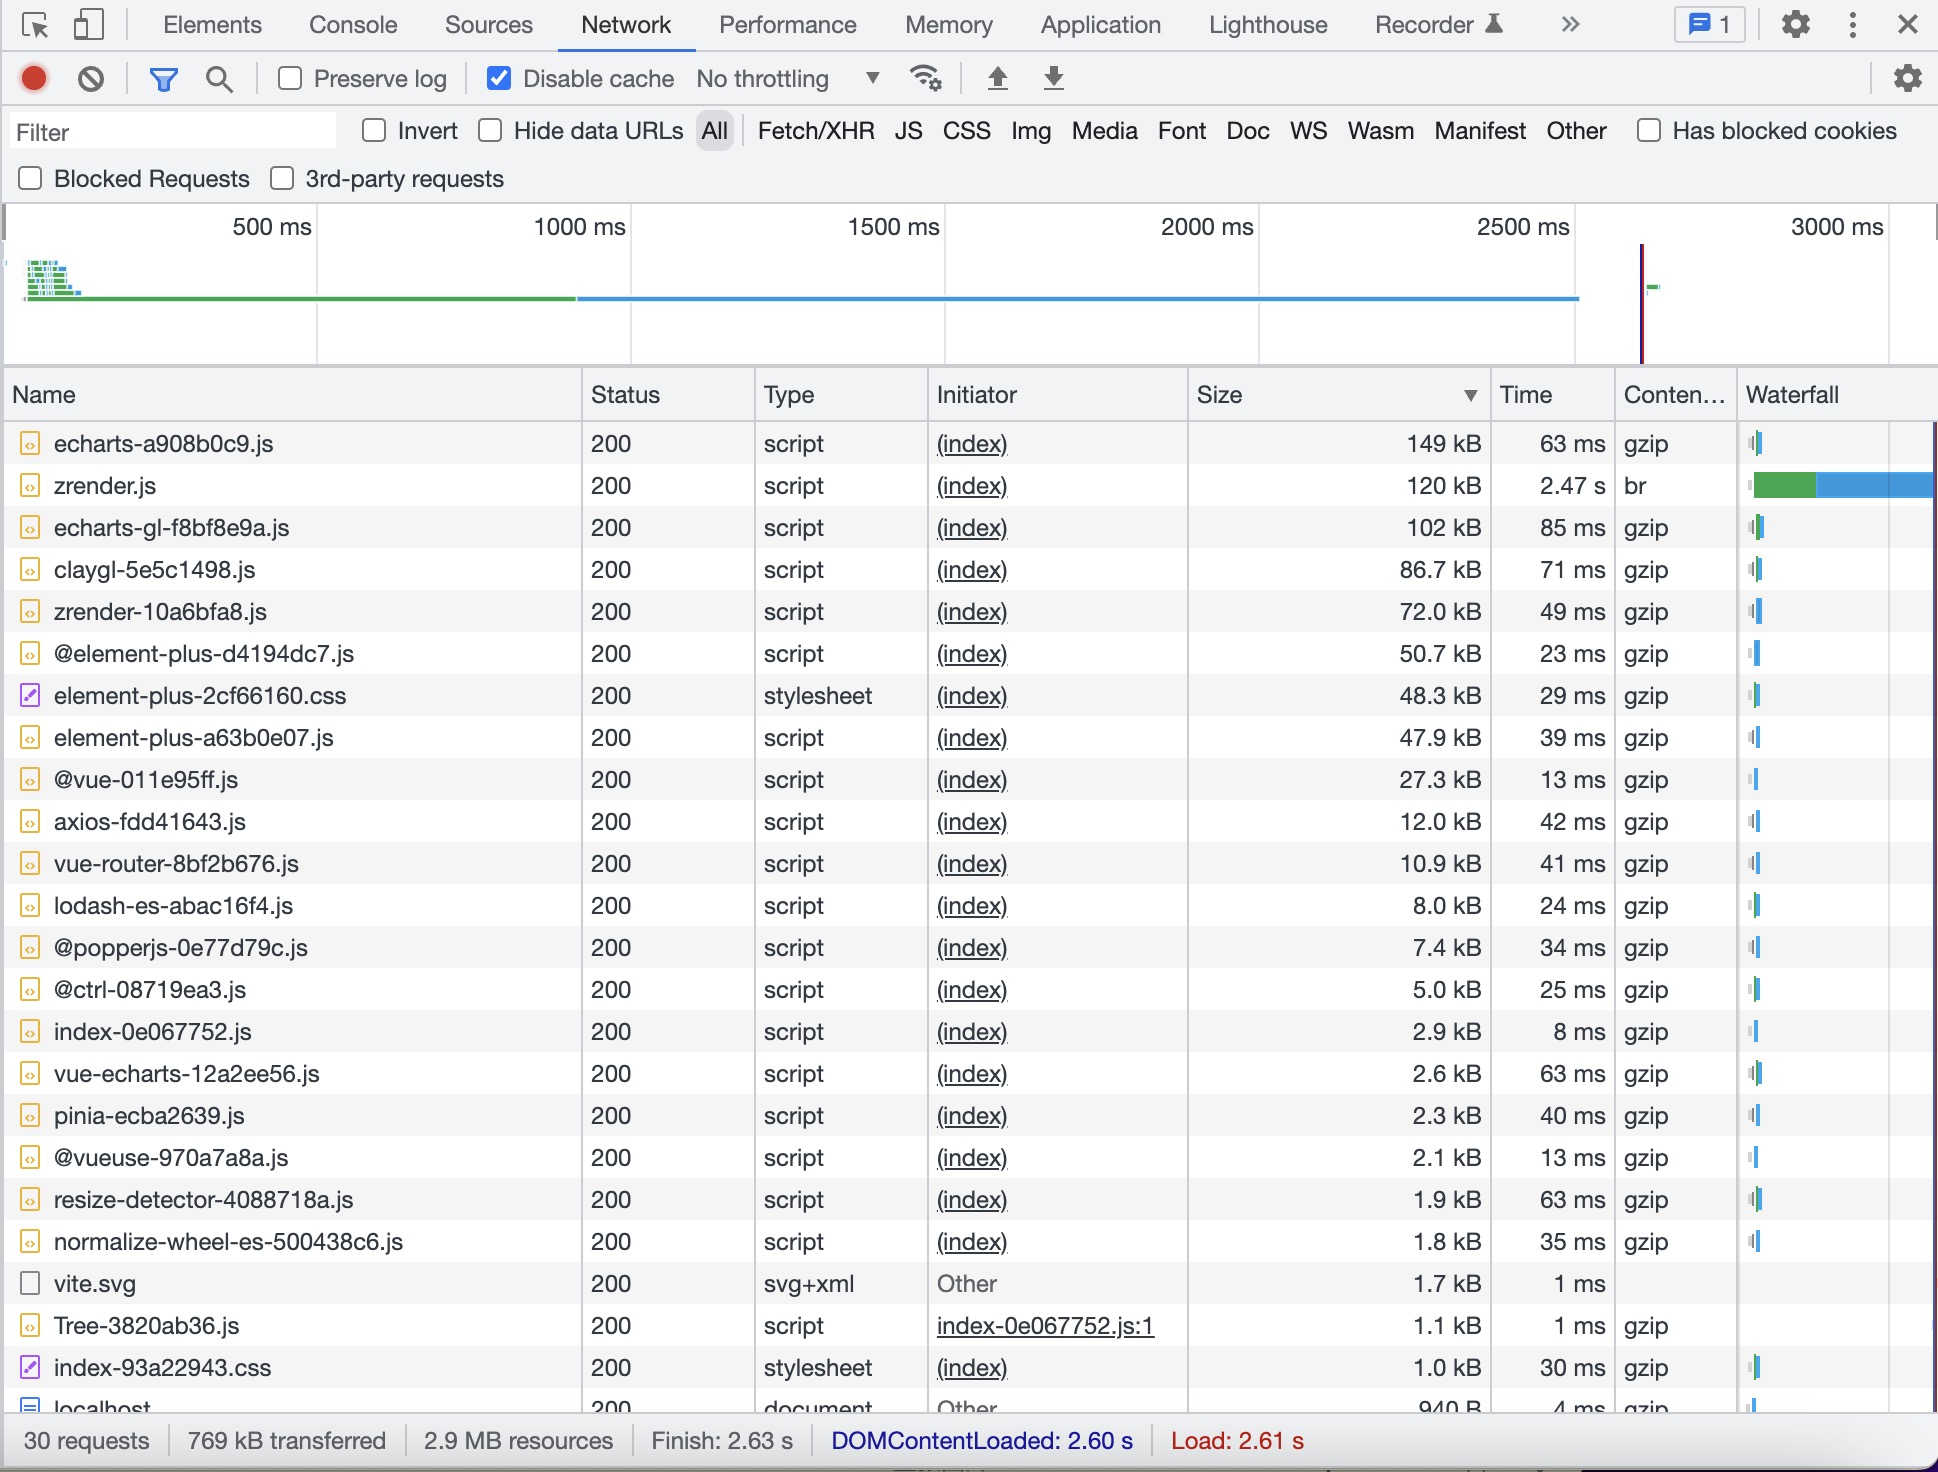 Elements Console Sources Network Performance Memory Application Lighthouse Recorder 1
Preserve log Disable cache No throttling
Filter Invert Hide data URLs All Fetch/XHR JS CSS Img Media Font Doc WS Wasm Manifest Other Has blocked cookies
Blocked Requests 3rd-party requests
500 ms 1000 ms 1500 ms 2000 ms 2500 ms 3000 ms
Name Status Type Initiator Size Time Conten... Waterfall
echarts-a908b0c9.js 200 script (index) 149 kB 63 ms gzip
zrender.js 200 script (index) 120 kB 2.47 s br
echarts-gl-f8bf8e9a.js 200 script (index) 102 kB 85 ms gzip
claygl-5e5c1498.js 200 script (index) 86.7 kB 71 ms gzip
zrender-10a6bfa8.js 200 script (index) 72.0 kB 49 ms gzip
@element-plus-d4194dc7.js 200 script (index) 50.7 kB 23 ms gzip
element-plus-2cf66160.css 200 stylesheet (index) 48.3 kB 29 ms gzip
element-plus-a63b0e07.js 200 script (index) 47.9 kB 39 ms gzip
@vue-011e95ff.js 200 script (index) 27.3 kB 13 ms gzip
axios-fdd41643.js 200 script (index) 12.0 kB 42 ms gzip
vue-router-8bf2b676.js 200 script (index) 10.9 kB 41 ms gzip
lodash-es-abac16f4.js 200 script (index) 8.0 kB 24 ms gzip
@popperjs-0e77d79c.js 200 script (index) 7.4 kB 34 ms gzip
@ctrl-08719ea3.js 200 script (index) 5.0 kB 25 ms gzip
index-0e067752.js 200 script (index) 2.9 kB 8 ms gzip
vue-echarts-12a2ee56.js 200 script (index) 2.6 kB 63 ms gzip
pinia-ecba2639.js 200 script (index) 2.3 kB 40 ms gzip
@vueuse-970a7a8a.js 200 script (index) 2.1 kB 13 ms gzip
resize-detector-4088718a.js 200 script (index) 1.9 kB 63 ms gzip
normalize-wheel-es-500438c6.js 200 script (index) 1.8 kB 35 ms gzip
vite.svg 200 svg+xml Other 1.7 kB 1 ms
Tree-3820ab36.js 200 script index-0e067752.js:1 1.1 kB 1 ms gzip
index-93a22943.css 200 stylesheet (index) 1.0 kB 30 ms gzip
localhost 200 document Other 940 B 4 ms gzip
30 requests 769 kB transferred 2.9 MB resources Finish: 2.63 s DOMContentLoaded: 2.60 s Load: 2.61 s